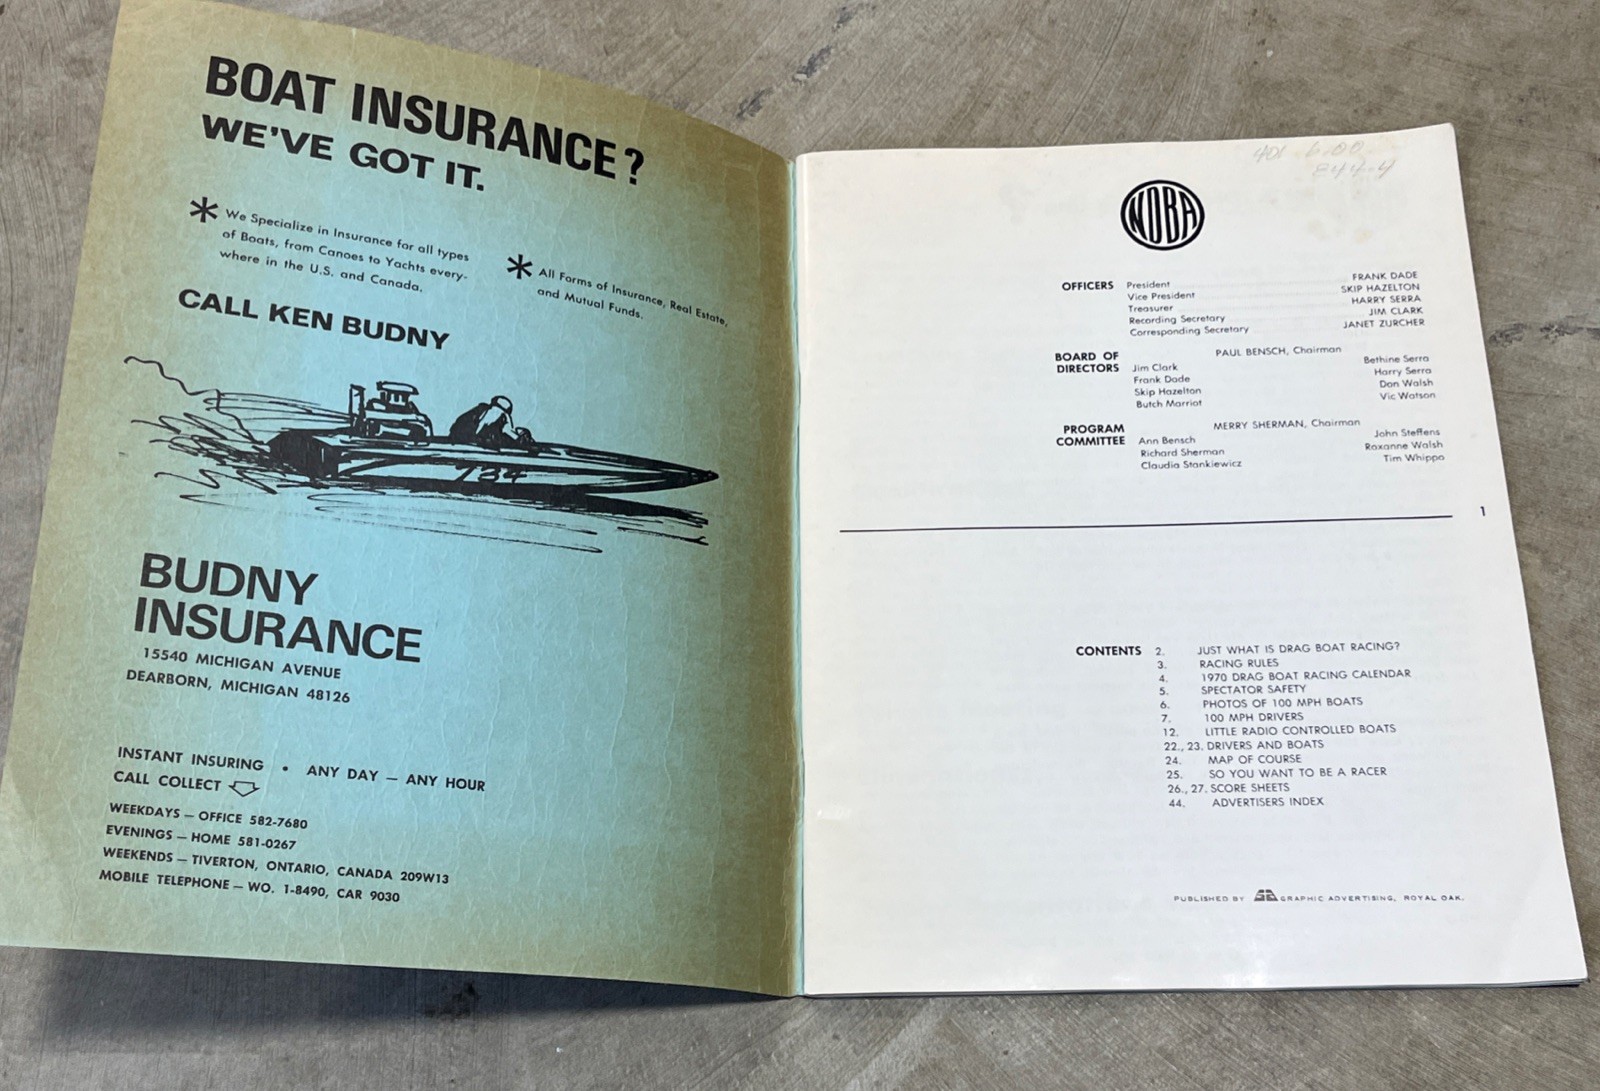 BOAT INSURANCE?
WE'VE GOT IT.
* We Specialize in Insurance for all types
of Boats, from Canoes to Yachts every-
where in the U.S. and Canada.
* All Forms of Insurance, Real Estate,
and Mutual Funds.
CALL KEN BUDNY
734
BUDNY
INSURANCE
15540 MICHIGAN AVENUE
DEARBORN, MICHIGAN 48126
INSTANT INSURING • ANY DAY — ANY HOUR
CALL COLLECT
WEEKDAYS — OFFICE 582-7680
EVENINGS — HOME 581-0267
WEEKENDS — TIVERTON, ONTARIO, CANADA 209W13
MOBILE TELEPHONE — WO. 1-8490, CAR 9030
401 6.00
844-4
NDBA
OFFICERS President FRANK DADE
Vice President SKIP HAZELTON
Treasurer HARRY SERRA
Recording Secretary JIM CLARK
Corresponding Secretary JANET ZURCHER
BOARD OF DIRECTORS PAUL BENSCH, Chairman
Jim Clark Bethine Serra
Frank Dade Harry Serra
Skip Hazelton Don Walsh
Butch Marriot Vic Watson
PROGRAM COMMITTEE MERRY SHERMAN, Chairman
Ann Bensch John Steffens
Richard Sherman Roxanne Walsh
Claudia Stankiewicz Tim Whippo
1
CONTENTS 2. JUST WHAT IS DRAG BOAT RACING?
3. RACING RULES
4. 1970 DRAG BOAT RACING CALENDAR
5. SPECTATOR SAFETY
6. PHOTOS OF 100 MPH BOATS
7. 100 MPH DRIVERS
12. LITTLE RADIO CONTROLLED BOATS
22., 23. DRIVERS AND BOATS
24. MAP OF COURSE
25. SO YOU WANT TO BE A RACER
26., 27. SCORE SHEETS
44. ADVERTISERS INDEX
PUBLISHED BY GRAPHIC ADVERTISING, ROYAL OAK.